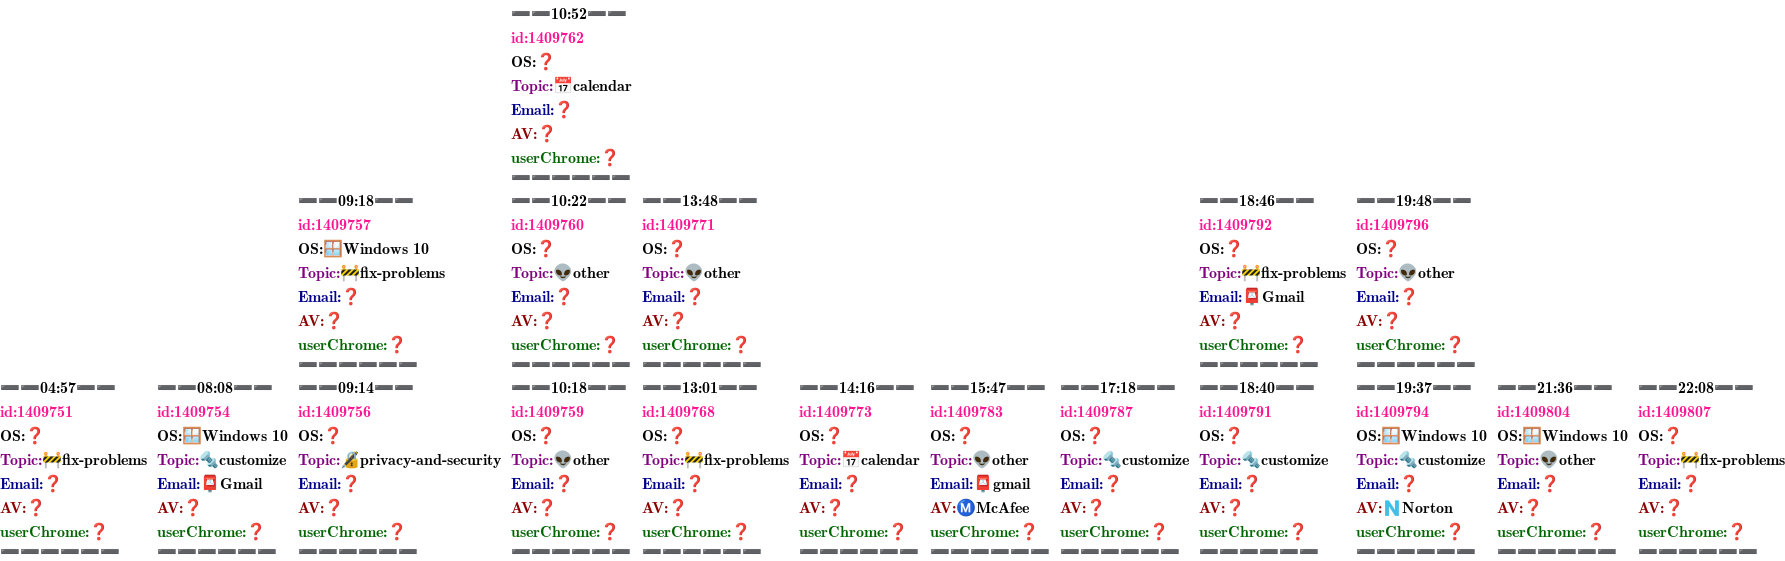 ➖➖10:52➖➖
id:1409762
OS:❓
Topic:📅calendar
Email:❓
AV:❓
userChrome:❓
➖➖➖➖➖➖
➖➖09:18➖➖
id:1409757
OS:🪟Windows 10
Topic:🚧fix-problems
Email:❓
AV:❓
userChrome:❓
➖➖➖➖➖➖
➖➖10:22➖➖
id:1409760
OS:❓
Topic:👽other
Email:❓
AV:❓
userChrome:❓
➖➖➖➖➖➖
➖➖13:48➖➖
id:1409771
OS:❓
Topic:👽other
Email:❓
AV:❓
userChrome:❓
➖➖➖➖➖➖
➖➖18:46➖➖
id:1409792
OS:❓
Topic:🚧fix-problems
Email:📮Gmail
AV:❓
userChrome:❓
➖➖➖➖➖➖
➖➖19:48➖➖
id:1409796
OS:❓
Topic:👽other
Email:❓
AV:❓
userChrome:❓
➖➖➖➖➖➖
➖➖04:57➖➖
id:1409751
OS:❓
Topic:🚧fix-problems
Email:❓
AV:❓
userChrome:❓
➖➖➖➖➖➖
➖➖08:08➖➖
id:1409754
OS:🪟Windows 10
Topic:🔩customize
Email:📮Gmail
AV:❓
userChrome:❓
➖➖➖➖➖➖
➖➖09:14➖➖
id:1409756
OS:❓
Topic:🔏privacy-and-security
Email:❓
AV:❓
userChrome:❓
➖➖➖➖➖➖
➖➖10:18➖➖
id:1409759
OS:❓
Topic:👽other
Email:❓
AV:❓
userChrome:❓
➖➖➖➖➖➖
➖➖13:01➖➖
id:1409768
OS:❓
Topic:🚧fix-problems
Email:❓
AV:❓
userChrome:❓
➖➖➖➖➖➖
➖➖14:16➖➖
id:1409773
OS:❓
Topic:📅calendar
Email:❓
AV:❓
userChrome:❓
➖➖➖➖➖➖
➖➖15:47➖➖
id:1409783
OS:❓
Topic:👽other
Email:📮gmail
AV:Ⓜ️McAfee
userChrome:❓
➖➖➖➖➖➖
➖➖17:18➖➖
id:1409787
OS:❓
Topic:🔩customize
Email:❓
AV:❓
userChrome:❓
➖➖➖➖➖➖
➖➖18:40➖➖
id:1409791
OS:❓
Topic:🔩customize
Email:❓
AV:❓
userChrome:❓
➖➖➖➖➖➖
➖➖19:37➖➖
id:1409794
OS:🪟Windows 10
Topic:🔩customize
Email:❓
AV:🇳Norton
userChrome:❓
➖➖➖➖➖➖
➖➖21:36➖➖
id:1409804
OS:🪟Windows 10
Topic:👽other
Email:❓
AV:❓
userChrome:❓
➖➖➖➖➖➖
➖➖22:08➖➖
id:1409807
OS:❓
Topic:🚧fix-problems
Email:❓
AV:❓
userChrome:❓
➖➖➖➖➖➖